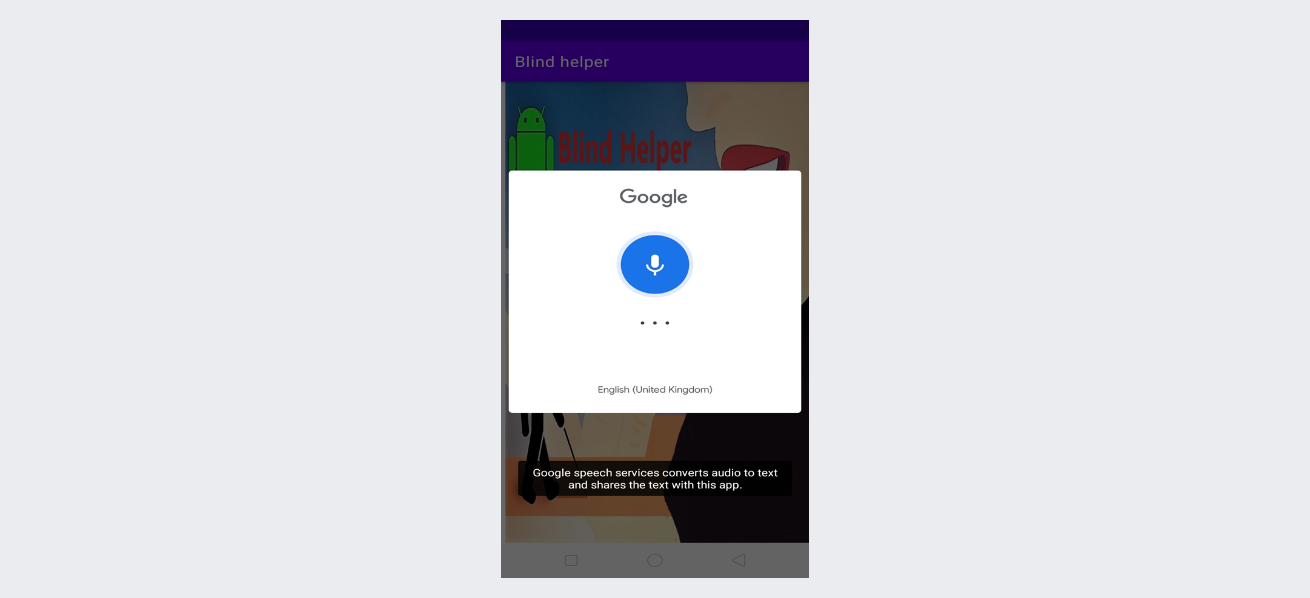 Blind helper
Blind Helper
Google
. . .
English (United Kingdom)
Google speech services converts audio to text
and shares the text with this app.